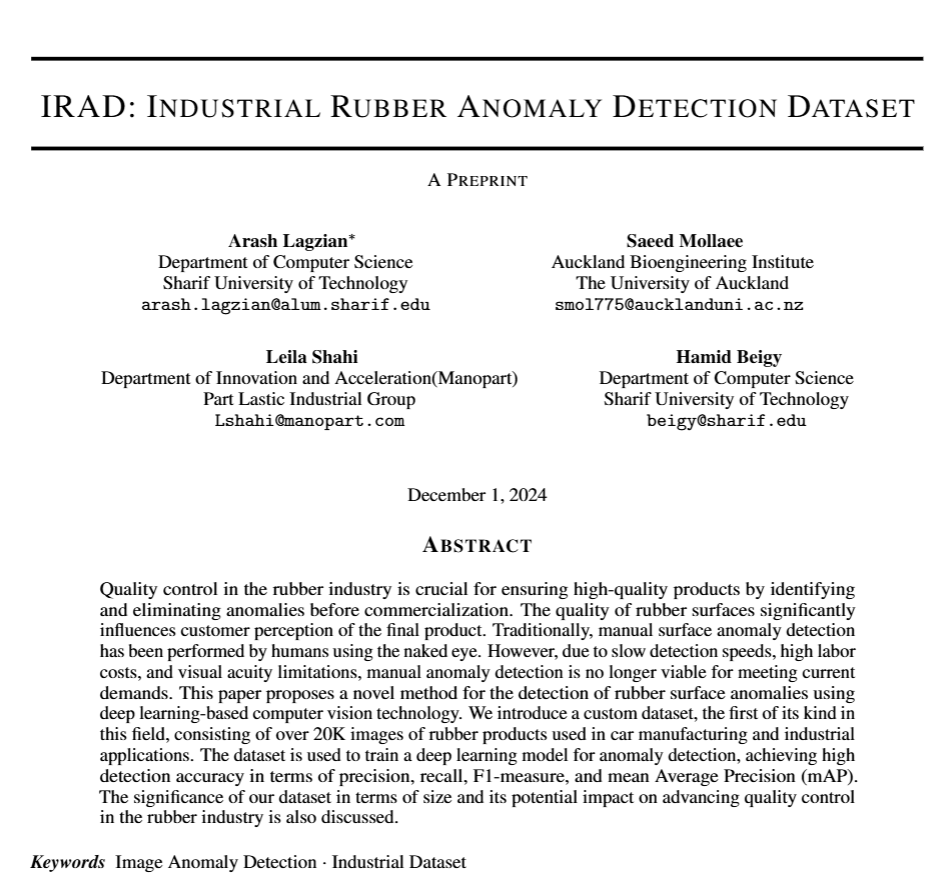 IRAD: INDUSTRIAL RUBBER ANOMALY DETECTION DATASET
A PREPRINT
Arash Lagzian*
Department of Computer Science
Sharif University of Technology
arash.lagzian@alum.sharif.edu
Saeed Mollaee
Auckland Bioengineering Institute
The University of Auckland
smol775@aucklanduni.ac.nz
Leila Shahi
Department of Innovation and Acceleration(Manopart)
Part Lastic Industrial Group
Lshahi@manopart.com
Hamid Beigy
Department of Computer Science
Sharif University of Technology
beigy@sharif.edu
December 1, 2024
ABSTRACT
Quality control in the rubber industry is crucial for ensuring high-quality products by identifying
and eliminating anomalies before commercialization. The quality of rubber surfaces significantly
influences customer perception of the final product. Traditionally, manual surface anomaly detection
has been performed by humans using the naked eye. However, due to slow detection speeds, high labor
costs, and visual acuity limitations, manual anomaly detection is no longer viable for meeting current
demands. This paper proposes a novel method for the detection of rubber surface anomalies using
deep learning-based computer vision technology. We introduce a custom dataset, the first of its kind in
this field, consisting of over 20K images of rubber products used in car manufacturing and industrial
applications. The dataset is used to train a deep learning model for anomaly detection, achieving high
detection accuracy in terms of precision, recall, F1-measure, and mean Average Precision (mAP).
The significance of our dataset in terms of size and its potential impact on advancing quality control
in the rubber industry is also discussed.
Keywords Image Anomaly Detection · Industrial Dataset